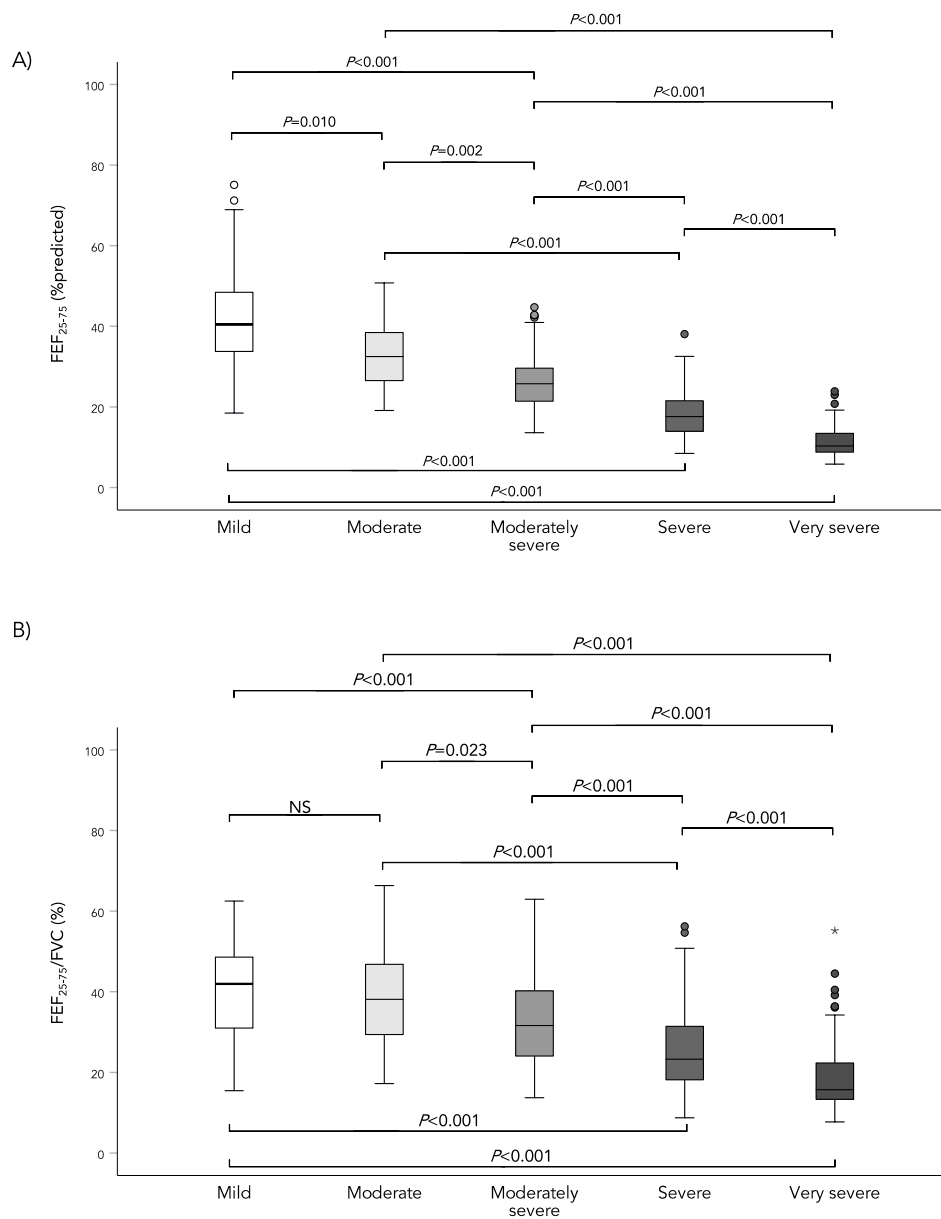 A)
P<0.001
P<0.001
P<0.001
P=0.010
P=0.002
P<0.001
P<0.001
P<0.001
100
80
60
40
20
0
FEF25-75 (%predicted)
P<0.001
P<0.001
Mild
Moderate
Moderately
severe
Severe
Very severe
B)
P<0.001
P<0.001
P<0.001
P=0.023
P<0.001
NS
P<0.001
P<0.001
100
80
60
40
20
0
FEF25-75/FVC (%)
*
P<0.001
P<0.001
Mild
Moderate
Moderately
severe
Severe
Very severe